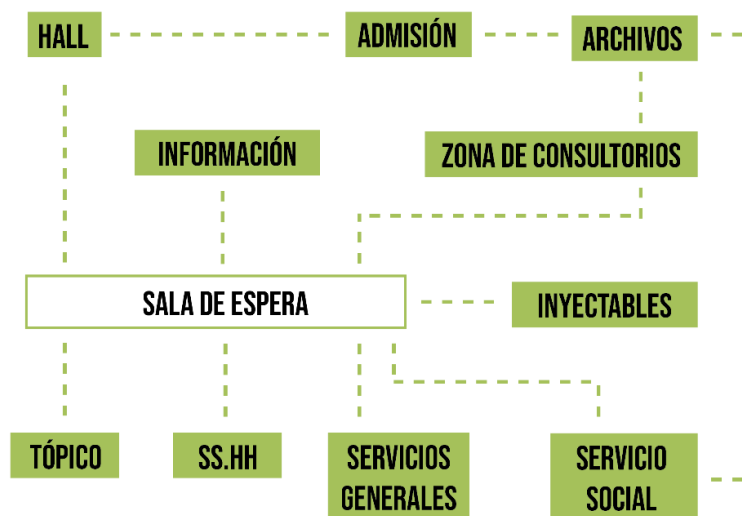 HALL
ADMISIÓN
ARCHIVOS
INFORMACIÓN
ZONA DE CONSULTORIOS
SALA DE ESPERA
INYECTABLES
TÓPICO
SS.HH
SERVICIOS
GENERALES
SERVICIO
SOCIAL